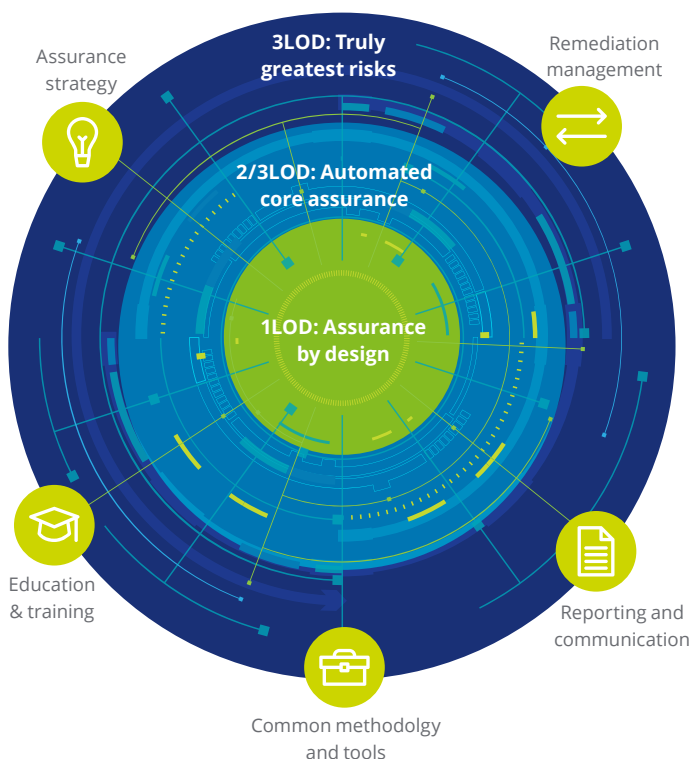 3LOD: Truly
greatest risks
Assurance
strategy
Remediation
management
2/3LOD: Automated
core assurance
1LOD: Assurance
by design
Education
& training
Reporting and
communication
Common methodolgy
and tools